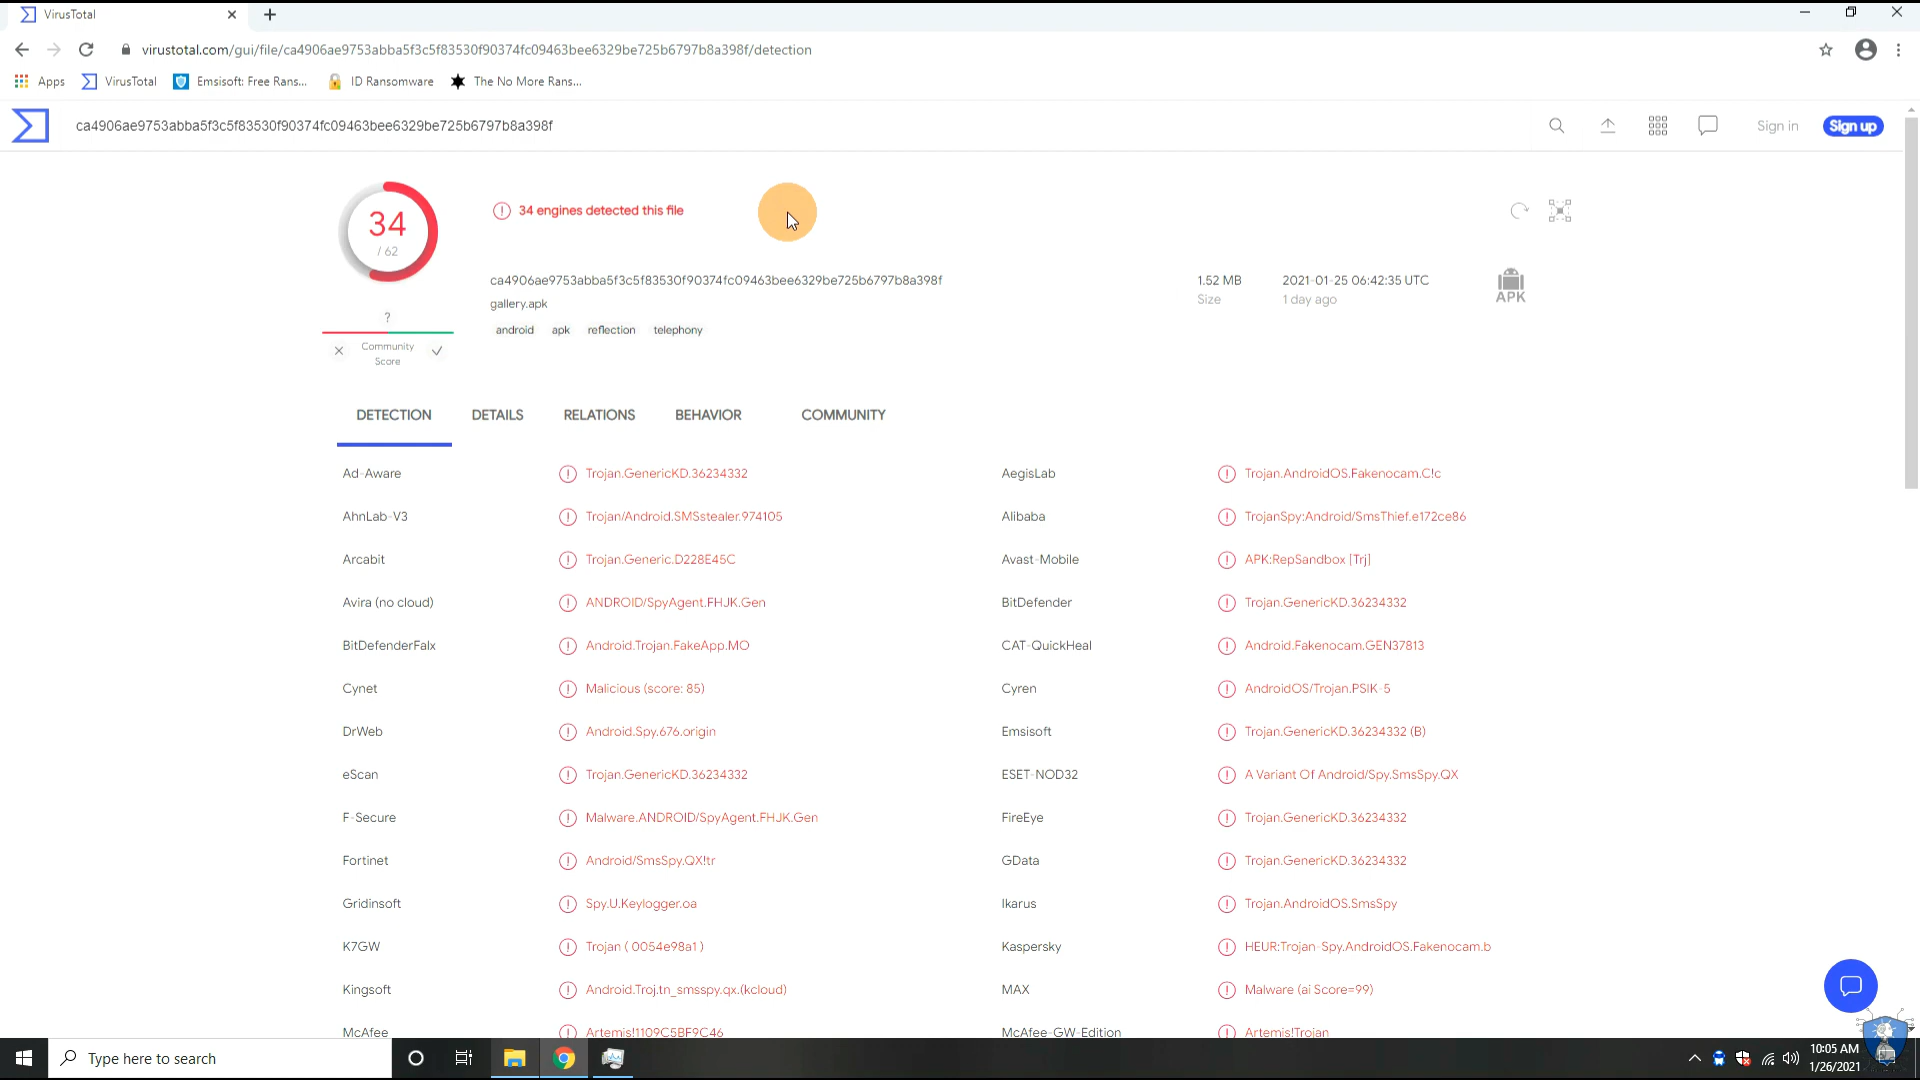 VirusTotal
virustotal.com/gui/file/ca4906ae9753abba5f3c5f83530f90374fc09463bee6329be725b6797b8a398f/detection
Apps VirusTotal Emsisoft: Free Rans... ID Ransomware The No More Rans...
ca4906ae9753abba5f3c5f83530f90374fc09463bee6329be725b6797b8a398f Sign in Sign up
34
/ 62
34 engines detected this file
ca4906ae9753abba5f3c5f83530f90374fc09463bee6329be725b6797b8a398f 1.52 MB 2021-01-25 06:42:35 UTC
gallery.apk Size 1 day ago
APK
android apk reflection telephony
?
Community
Score
DETECTION DETAILS RELATIONS BEHAVIOR COMMUNITY
Ad-Aware Trojan.GenericKD.36234332 AegisLab Trojan.AndroidOS.Fakenocam.C!c
AhnLab-V3 Trojan/Android.SMSstealer.974105 Alibaba TrojanSpy:Android/SmsThief.e172ce86
Arcabit Trojan.Generic.D228E45C Avast-Mobile APK:RepSandbox [Trj]
Avira (no cloud) ANDROID/SpyAgent.FHJK.Gen BitDefender Trojan.GenericKD.36234332
BitDefenderFalx Android.Trojan.FakeApp.MO CAT-QuickHeal Android.Fakenocam.GEN37813
Cynet Malicious (score: 85) Cyren AndroidOS/Trojan.PSIK-5
DrWeb Android.Spy.676.origin Emsisoft Trojan.GenericKD.36234332 (B)
eScan Trojan.GenericKD.36234332 ESET-NOD32 A Variant Of Android/Spy.SmsSpy.QX
F-Secure Malware.ANDROID/SpyAgent.FHJK.Gen FireEye Trojan.GenericKD.36234332
Fortinet Android/SmsSpy.QX!tr GData Trojan.GenericKD.36234332
Gridinsoft Spy.U.Keylogger.oa Ikarus Trojan.AndroidOS.SmsSpy
K7GW Trojan ( 0054e98a1 ) Kaspersky HEUR:Trojan-Spy.AndroidOS.Fakenocam.b
Kingsoft Android.Troj.tn_smsspy.qx.(kcloud) MAX Malware (ai Score=99)
McAfee Artemis!1109C5BF9C46 McAfee-GW-Edition Artemis!Trojan
Type here to search 10:05 AM
1/26/2021